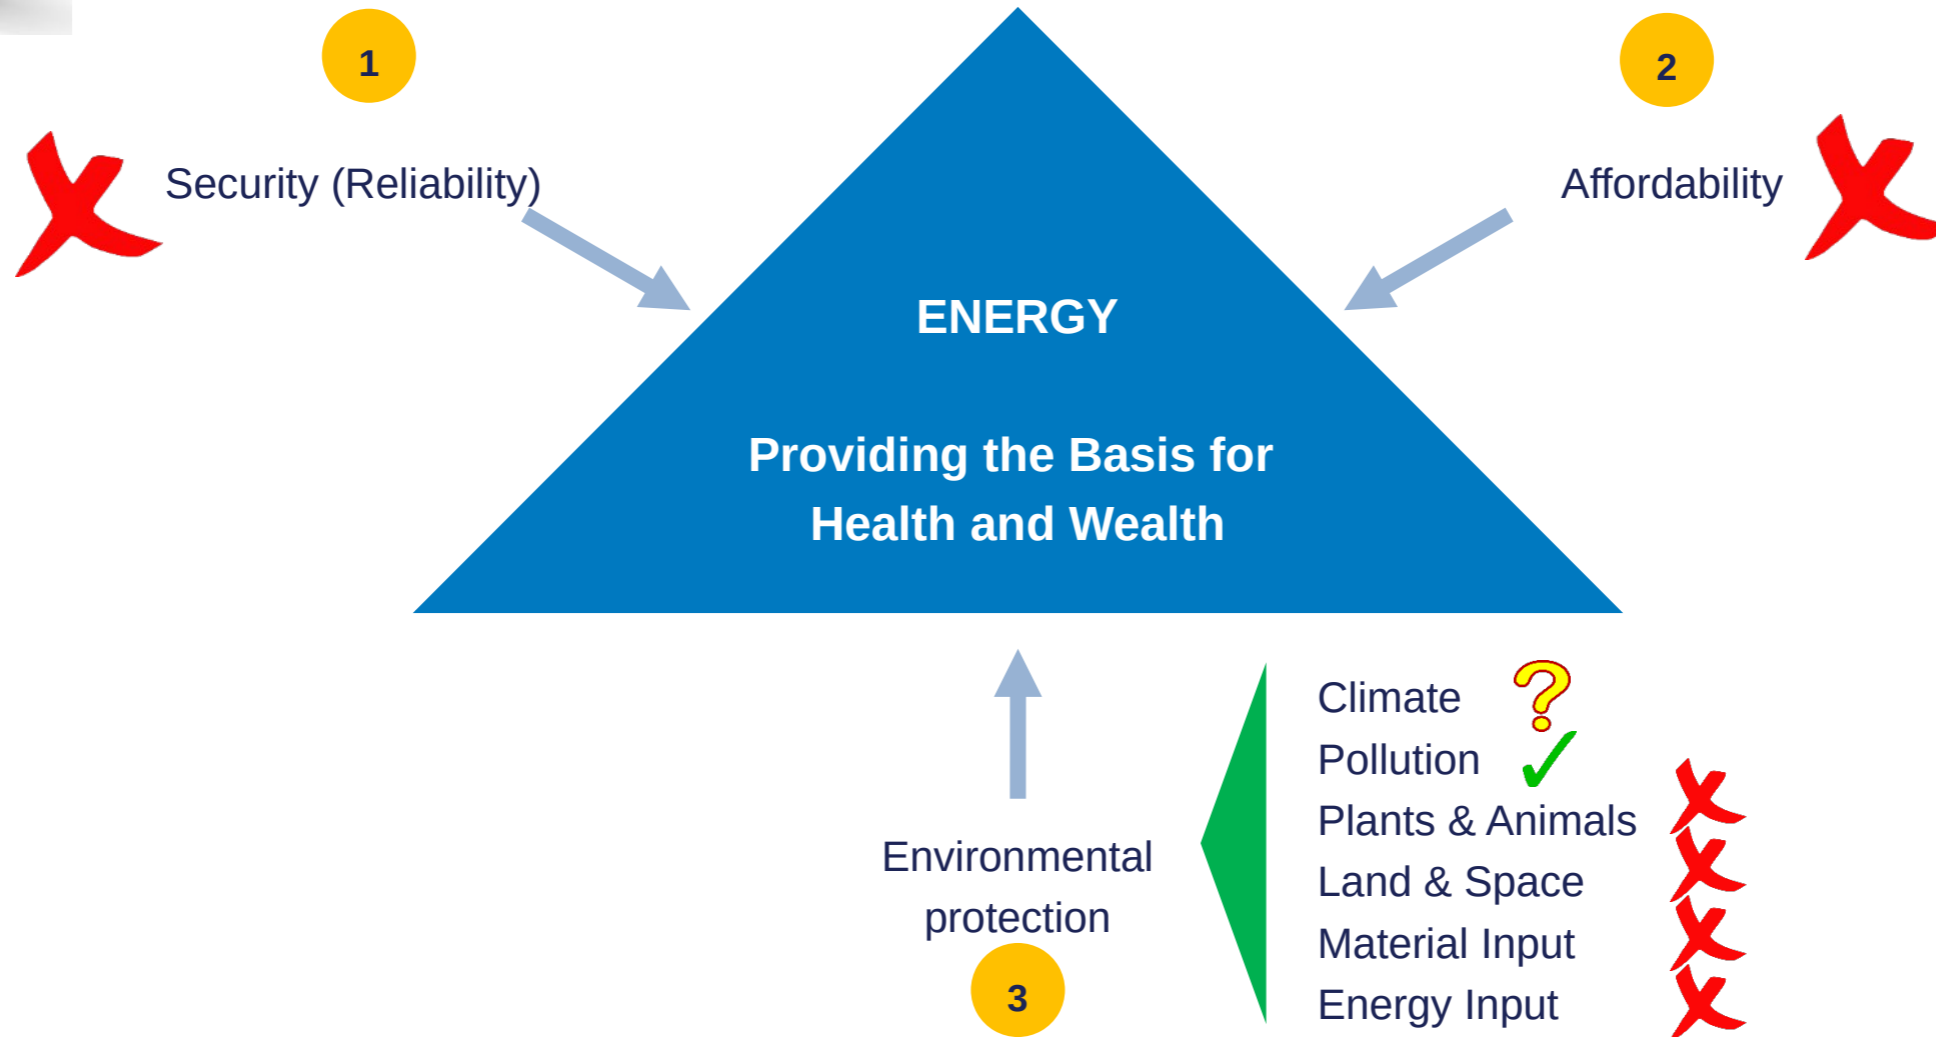 1
Security (Reliability)
2
Affordability
ENERGY
Providing the Basis for
Health and Wealth
Environmental
protection
3
Climate
Pollution
Plants & Animals
Land & Space
Material Input
Energy Input